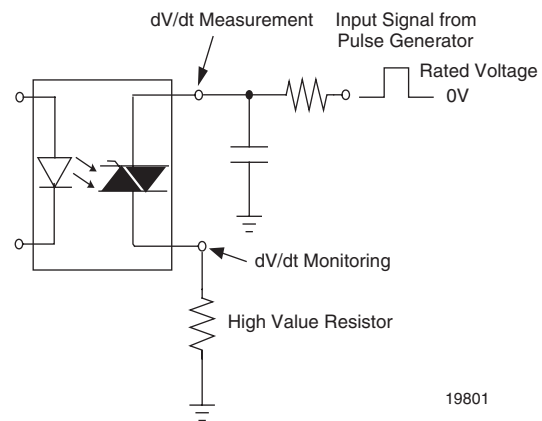 dV/dt Measurement
Input Signal from
Pulse Generator
Rated Voltage
0V
dV/dt Monitoring
High Value Resistor
19801